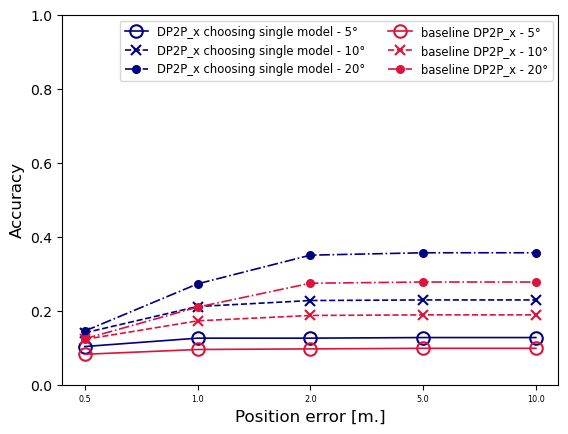 DP2P_x choosing single model - 5°
DP2P_x choosing single model - 10°
DP2P_x choosing single model - 20°
baseline DP2P_x - 5°
baseline DP2P_x - 10°
baseline DP2P_x - 20°
Accuracy
1.0
0.8
0.6
0.4
0.2
0.0
0.5 1.0 2.0 5.0 10.0
Position error [m.]